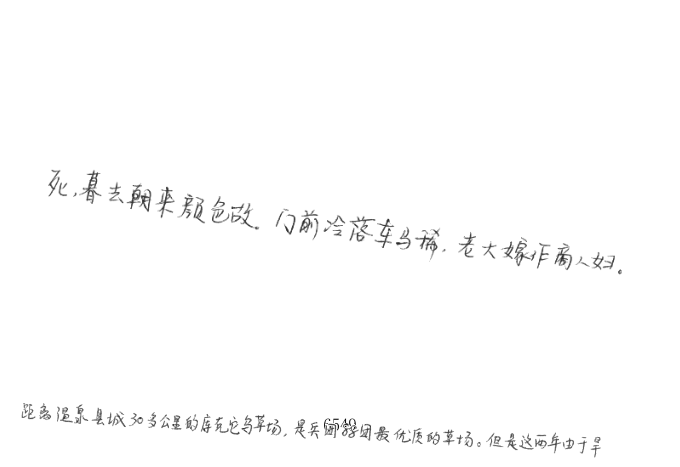 死,暮去朝来颜色故。门前冷落车马稀,老大嫁作商人妇。
距离温泉县城30多公里的库克它乌草场,是兵团88团最优质的草场。但是这两年由于旱
6549